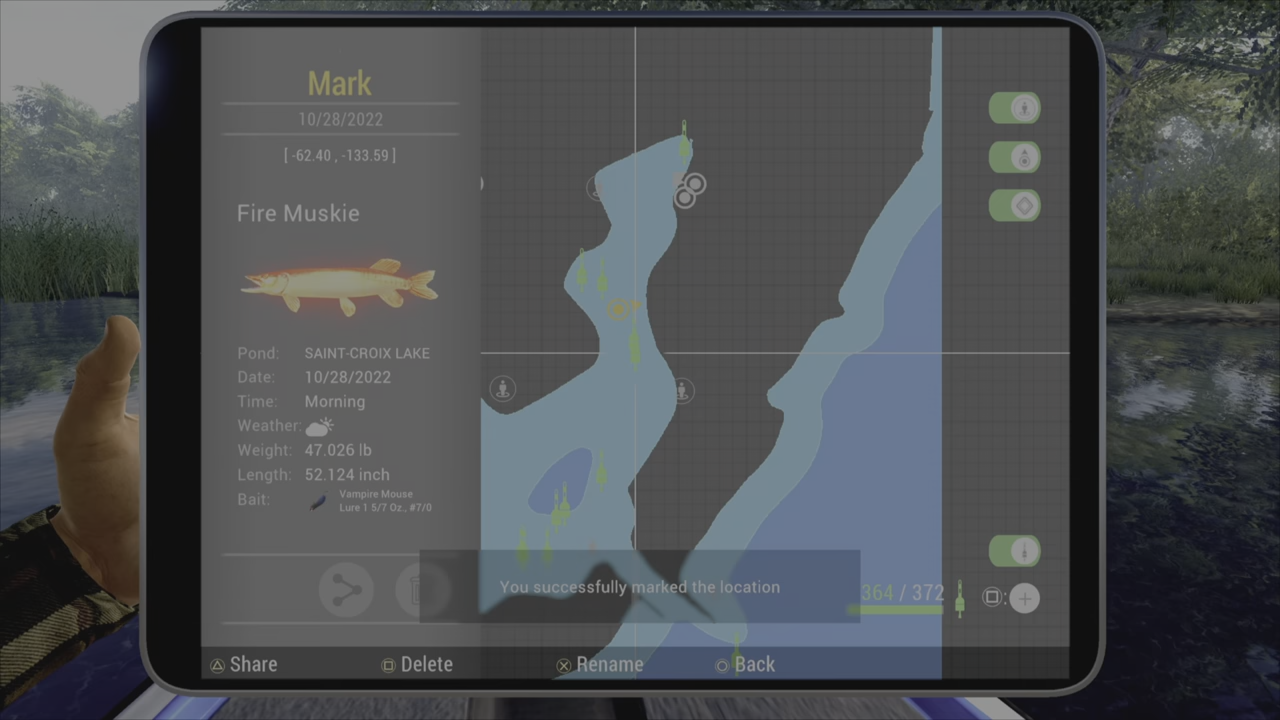 Mark
10/28/2022
[ -62.40 , -133.59 ]
Fire Muskie
Pond: SAINT-CROIX LAKE
Date: 10/28/2022
Time: Morning
Weather:
Weight: 47.026 lb
Length: 52.124 inch
Bait: Vampire Mouse
Lure 1 5/7 Oz., #7/0
You successfully marked the location
364 / 372
Share
Delete
Rename
Back